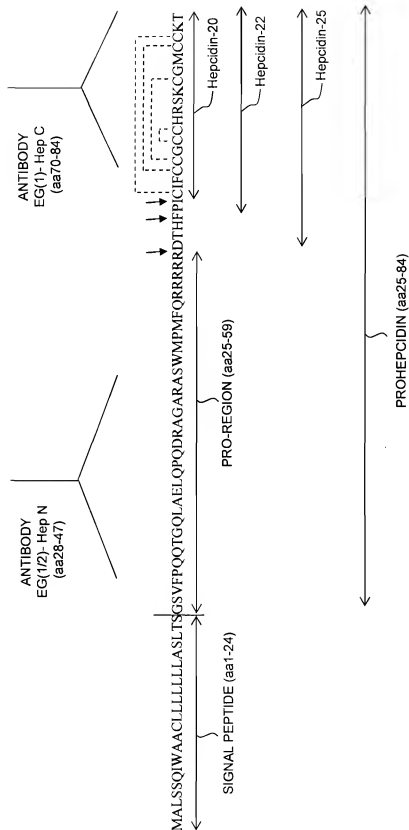 ANTIBODY
EG(1/2)- Hep N
(aa28-47)
ANTIBODY
EG(1)- Hep C
(aa70-84)
MALSSQIWAACLLLLLLLASLTSGSVFPQQTGQLAELQPQDRAGARASWMPMFQRRRRRDTHFPICIFCCGCCHRSKCGMCCKT
SIGNAL PEPTIDE (aa1-24)
PRO-REGION (aa25-59)
Hepcidin-20
Hepcidin-22
Hepcidin-25
PROHEPCIDIN (aa25-84)